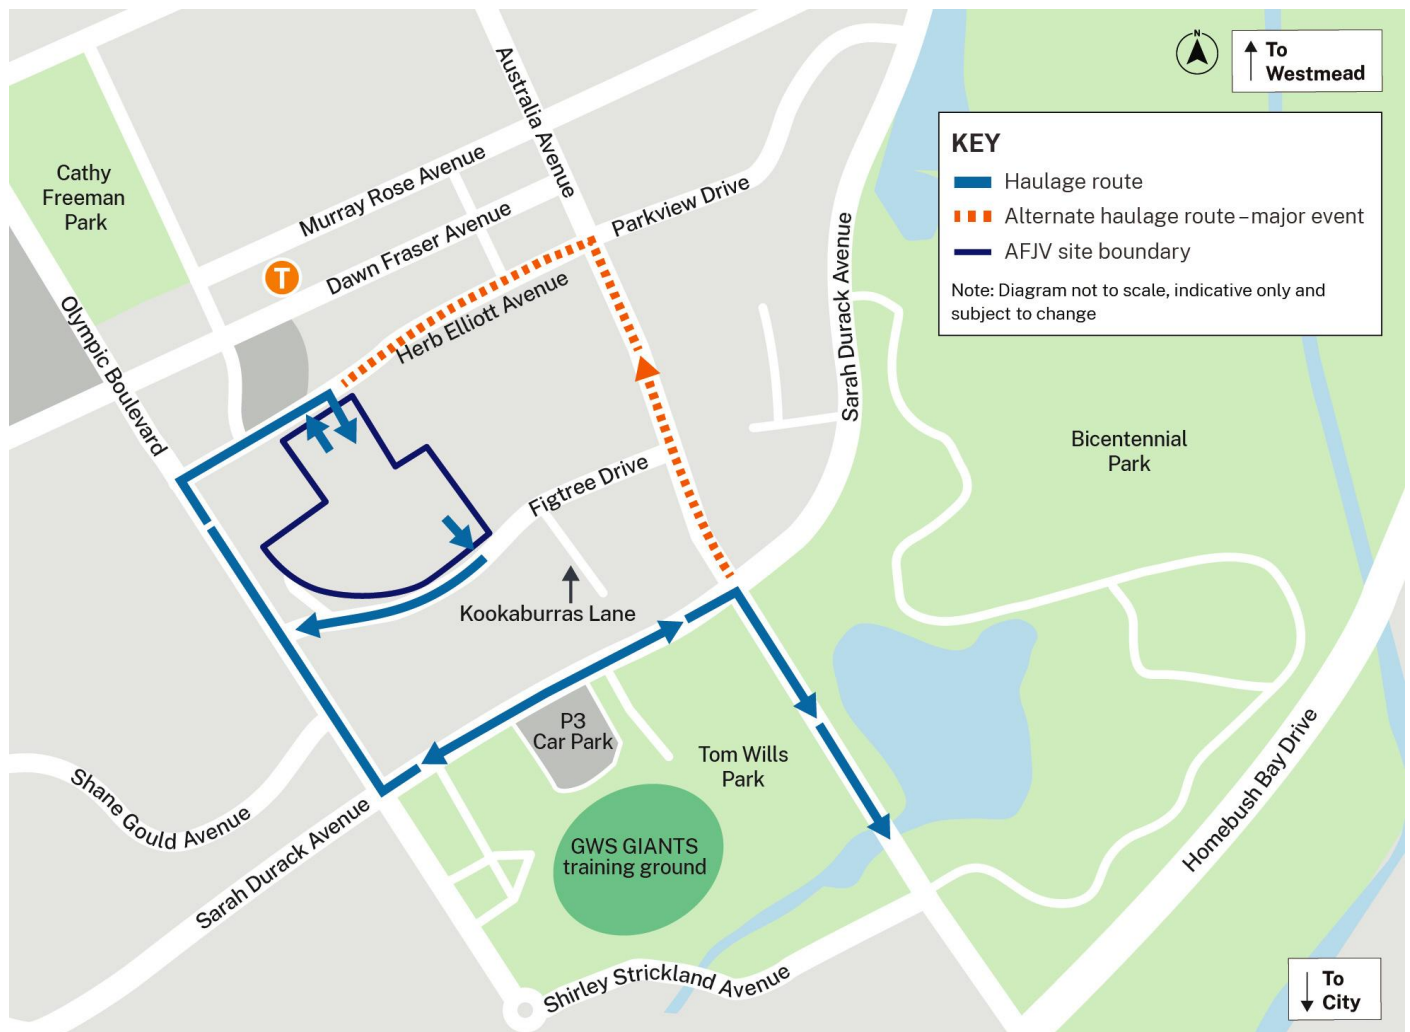 N
To
Westmead
KEY
Haulage route
Alternate haulage route – major event
AFJV site boundary
Note: Diagram not to scale, indicative only and
subject to change
Australia Avenue
Cathy
Freeman
Park
Murray Rose Avenue
Parkview Drive
Dawn Fraser Avenue
T
Sarah Durack Avenue
Herb Elliott Avenue
Olympic Boulevard
Bicentennial
Park
Figtree Drive
Kookaburras Lane
P3
Car Park
Tom Wills
Park
Shane Gould Avenue
Homebush Bay Drive
GWS GIANTS
training ground
Sarah Durack Avenue
Shirley Strickland Avenue
To
City